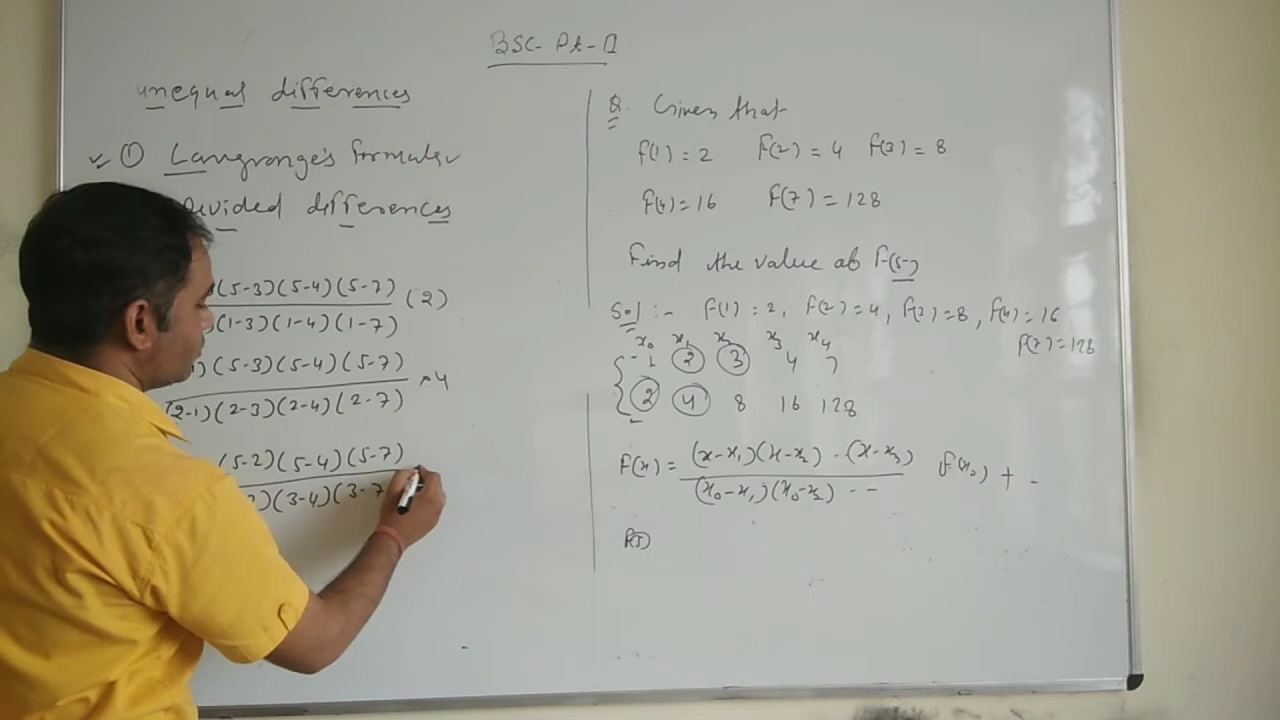 BSC- Pt-II
unequal differences
① Langronge's formula
Divided differences
(5-3)(5-4)(5-7)
(2)
(1-3)(1-4)(1-7)
)(5-3)(5-4)(5-7)
×4
(2-1)(2-3)(2-4)(2-7)
(5-2)(5-4)(5-7)
)(3-4)(3-7
Q. Given that
f(1) = 2 f(2) = 4 f(3) = 8
f(4) = 16 f(7) = 128
Find the value of f(5)
Sol :- f(1) = 2, f(2) = 4, f(3) = 8, f(4) = 16
f(7) = 128
x₀ x₁ x₂ x₃ x₄
1 2 3 4 7
2 4 8 16 128
f(x) = (x-x₁)(x-x₂) - (x-x₃) f(x₀) + -
(x₀-x₁)(x₀-x₂) - -
f(5)